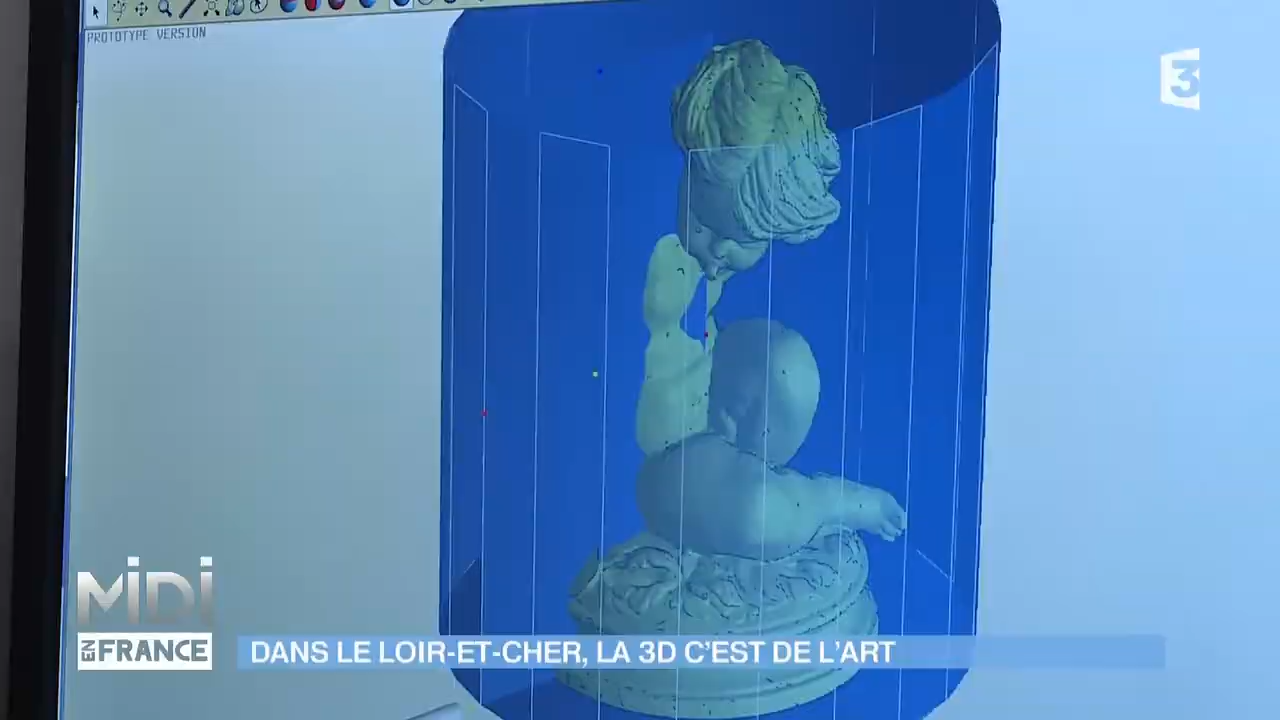 PROTOTYPE VERSION
3
MiDi
EN FRANCE
DANS LE LOIR-ET-CHER, LA 3D C'EST DE L'ART